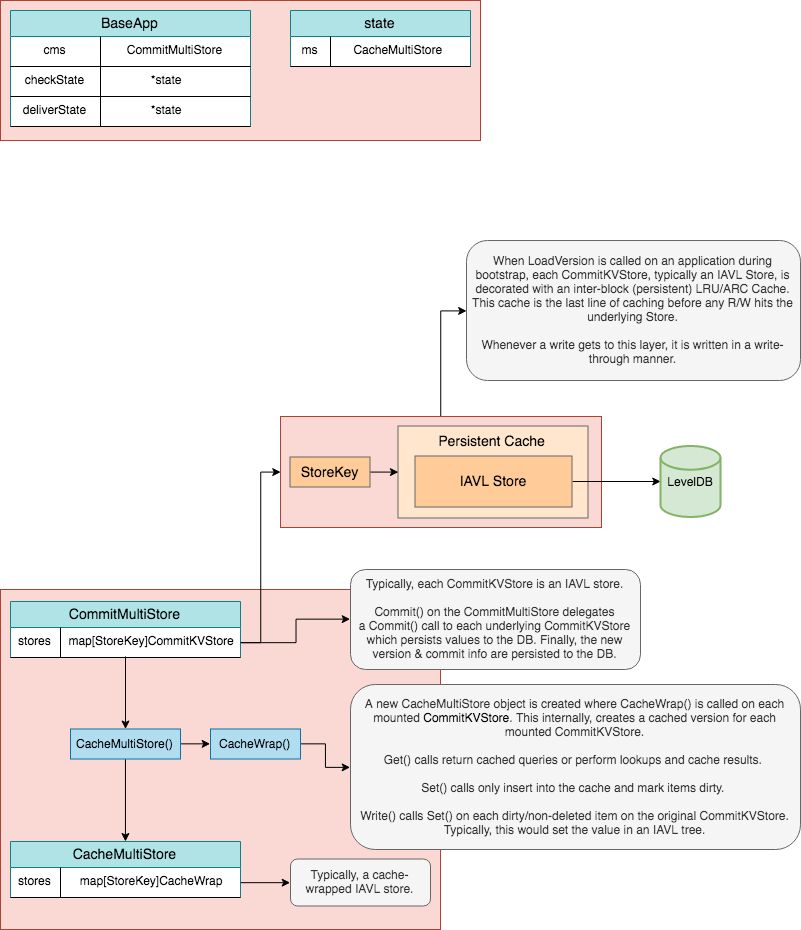 BaseApp
cms CommitMultiStore
checkState *state
deliverState *state
state
ms CacheMultiStore
When LoadVersion is called on an application during
bootstrap, each CommitKVStore, typically an IAVL Store, is
decorated with an inter-block (persistent) LRU/ARC Cache.
This cache is the last line of caching before any R/W hits the
underlying Store.
Whenever a write gets to this layer, it is written in a write-
through manner.
StoreKey
Persistent Cache
IAVL Store
LevelDB
CommitMultiStore
stores map[StoreKey]CommitKVStore
Typically, each CommitKVStore is an IAVL store.
Commit() on the CommitMultiStore delegates
a Commit() call to each underlying CommitKVStore
which persists values to the DB. Finally, the new
version & commit info are persisted to the DB.
CacheMultiStore()
CacheWrap()
A new CacheMultiStore object is created where CacheWrap() is called on each
mounted CommitKVStore. This internally, creates a cached version for each
mounted CommitKVStore.
Get() calls return cached queries or perform lookups and cache results.
Set() calls only insert into the cache and mark items dirty.
Write() calls Set() on each dirty/non-deleted item on the original CommitKVStore.
Typically, this would set the value in an IAVL tree.
CacheMultiStore
stores map[StoreKey]CacheWrap
Typically, a cache-
wrapped IAVL store.